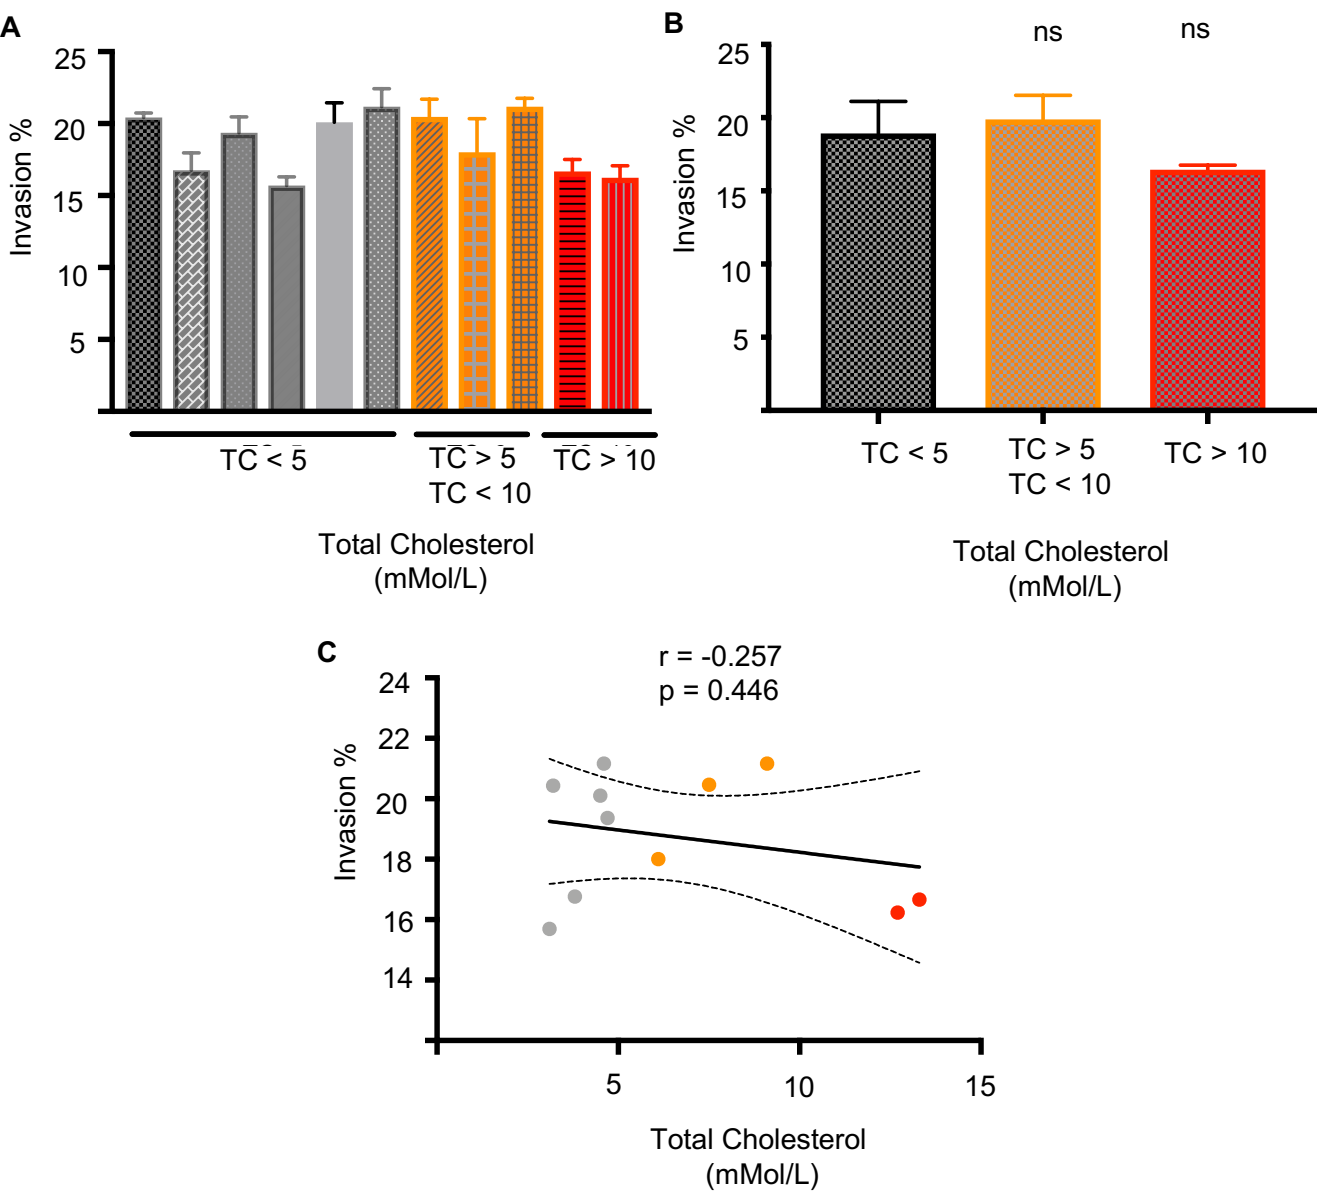 A
25
20
15
10
5
Invasion %
TC < 5
TC > 5
TC < 10
TC > 10
Total Cholesterol
(mMol/L)
B
ns
ns
25
20
15
10
5
Invasion %
TC < 5
TC > 5
TC < 10
TC > 10
Total Cholesterol
(mMol/L)
C
r = -0.257
p = 0.446
24
22
20
18
16
14
Invasion %
5
10
15
Total Cholesterol
(mMol/L)